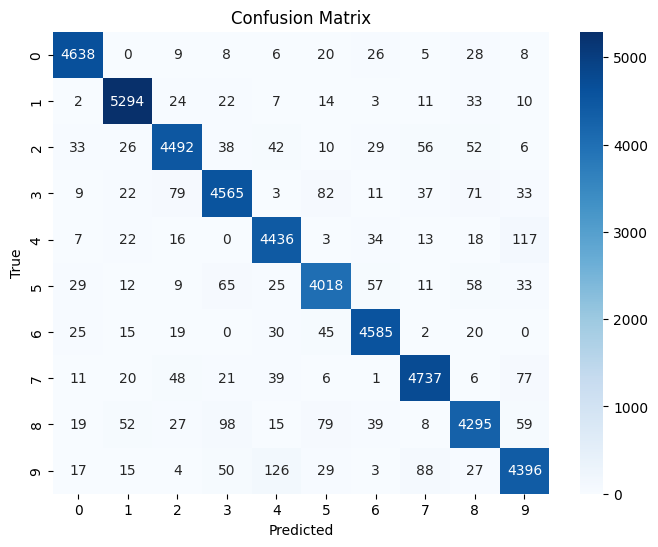 Confusion Matrix
0 4638 0 9 8 6 20 26 5 28 8
1 2 5294 24 22 7 14 3 11 33 10
2 33 26 4492 38 42 10 29 56 52 6
3 9 22 79 4565 3 82 11 37 71 33
4 7 22 16 0 4436 3 34 13 18 117
5 29 12 9 65 25 4018 57 11 58 33
6 25 15 19 0 30 45 4585 2 20 0
7 11 20 48 21 39 6 1 4737 6 77
8 19 52 27 98 15 79 39 8 4295 59
9 17 15 4 50 126 29 3 88 27 4396
0 1 2 3 4 5 6 7 8 9
Predicted
True
5000
4000
3000
2000
1000
0